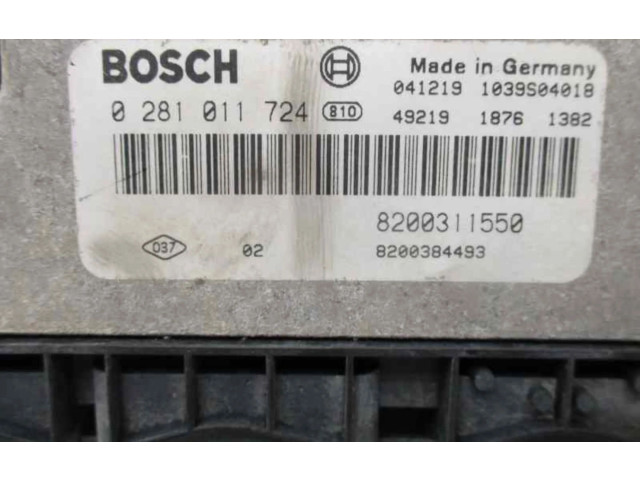 BOSCH Made in Germany
041219 1039S04018
0 281 011 724 810 49219 1876 1382
8200311550
037 02 8200384493